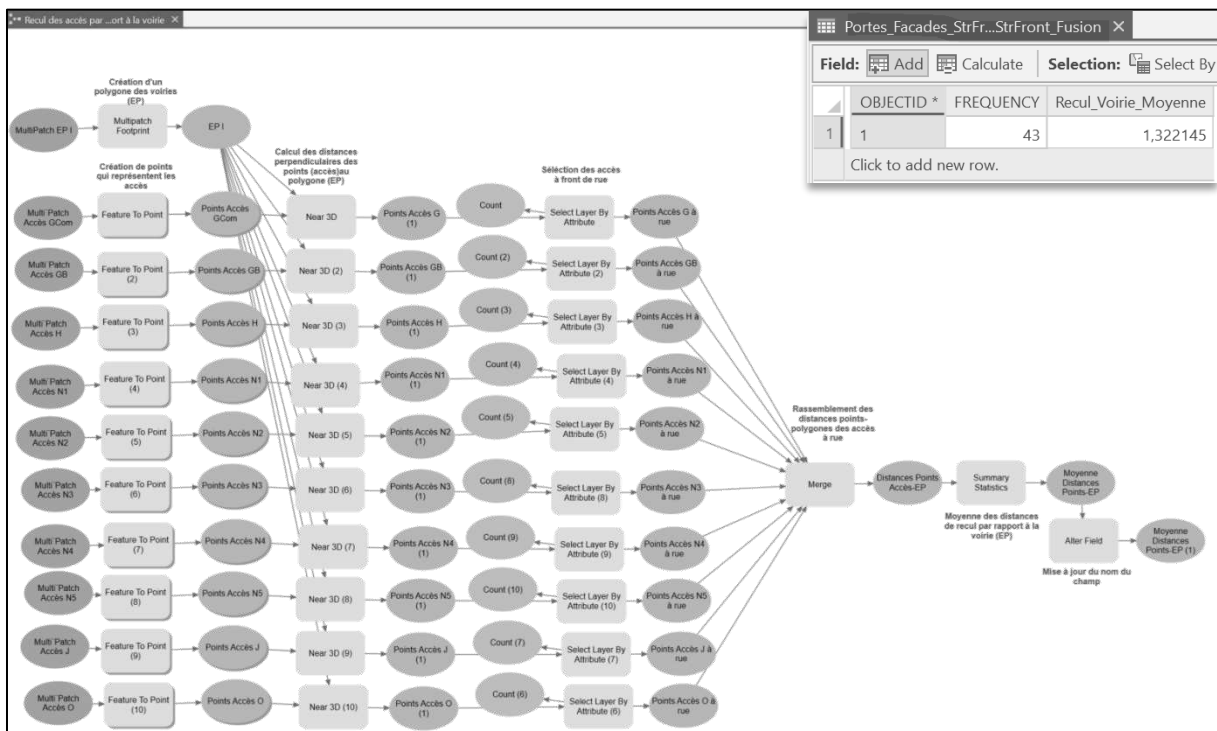 Recul des accès par ...ort à la voirie ×
Portes_Facades_StrFr...StrFront_Fusion ×
Field: Add Calculate Selection: Select By
OBJECTID * FREQUENCY Recul_Voirie_Moyenne
1 1 43 1,322145
Click to add new row.
Création d'un
polygone des voiries
(EP)
MultiPatch EP I
Multipatch
Footprint
EP I
Création de points
qui représentent les
accès
Calcul des distances
perpendiculaires des
points (accès)au
polygone (EP)
Séléction des accès
à front de rue
Multi Patch
Accès GCom
Feature To Point
Points Accès
GCom
Near 3D
Points Accès G
(1)
Count
Select Layer By
Attribute
Points Accès G à
rue
Multi Patch
Accès GB
Feature To Point
(2)
Points Accès GB
Near 3D (2)
Points Accès GB
(1)
Count (2)
Select Layer By
Attribute (2)
Points Accès GB
à rue
Multi Patch
Accès H
Feature To Point
(3)
Points Accès H
Near 3D (3)
Points Accès H
(1)
Count (3)
Select Layer By
Attribute (3)
Points Accès H à
rue
Multi Patch
Accès N1
Feature To Point
(4)
Points Accès N1
Near 3D (4)
Points Accès N1
(1)
Count (4)
Select Layer By
Attribute (4)
Points Accès N1
à rue
Multi Patch
Accès N2
Feature To Point
(5)
Points Accès N2
Near 3D (5)
Points Accès N2
(1)
Count (5)
Select Layer By
Attribute (5)
Points Accès N2
à rue
Multi Patch
Accès N3
Feature To Point
(6)
Points Accès N3
Near 3D (6)
Points Accès N3
(1)
Count (8)
Select Layer By
Attribute (8)
Points Accès N3
à rue
Multi Patch
Accès N4
Feature To Point
(7)
Points Accès N4
Near 3D (7)
Points Accès N4
(1)
Count (9)
Select Layer By
Attribute (9)
Points Accès N4
à rue
Multi Patch
Accès N5
Feature To Point
(8)
Points Accès N5
Near 3D (8)
Points Accès N5
(1)
Count (10)
Select Layer By
Attribute (10)
Points Accès N5
à rue
Multi Patch
Accès J
Feature To Point
(9)
Points Accès J
Near 3D (9)
Points Accès J
(1)
Count (7)
Select Layer By
Attribute (7)
Points Accès J à
rue
Multi Patch
Accès O
Feature To Point
(10)
Points Accès O
Near 3D (10)
Points Accès O
(1)
Count (6)
Select Layer By
Attribute (6)
Points Accès O à
rue
Rassemblement des
distances points-
polygones des accès
à rue
Merge
Distances Points
Accès-EP
Summary
Statistics
Moyenne
Distances
Points-EP
Moyenne des distances
de recul par rapport à la
voirie (EP)
Alter Field
Moyenne
Distances
Points-EP (1)
Mise à jour du nom du
champ